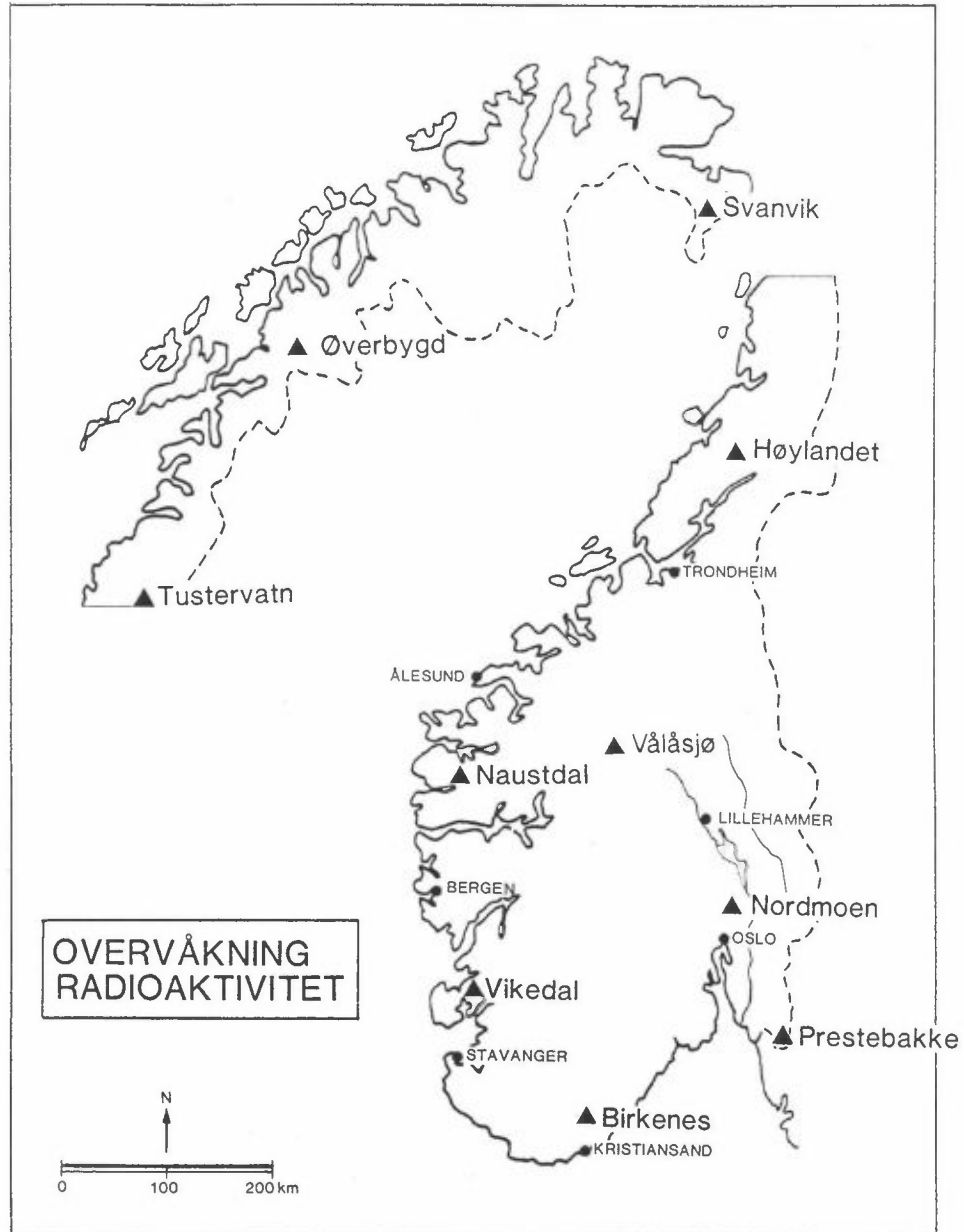 Svanvik
Øverbygd
Høylandet
TRONDHEIM
Tustervatn
ÅLESUND
Vålåsjø
Naustdal
LILLEHAMMER
BERGEN
Nordmoen
OSLO
OVERVÅKNING
RADIOAKTIVITET
Vikedal
Prestebakke
STAVANGER
Birkenes
KRISTIANSAND
N
0 100 200 km